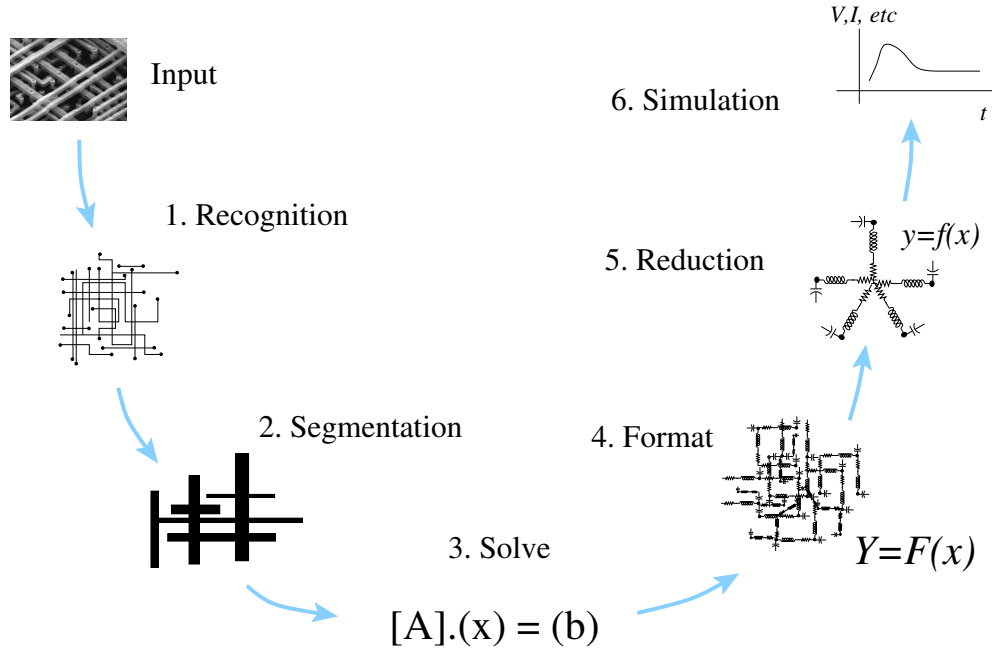 Input
1. Recognition
2. Segmentation
3. Solve
[A].(x) = (b)
4. Format
Y=F(x)
5. Reduction
y=f(x)
6. Simulation
V,I, etc
t